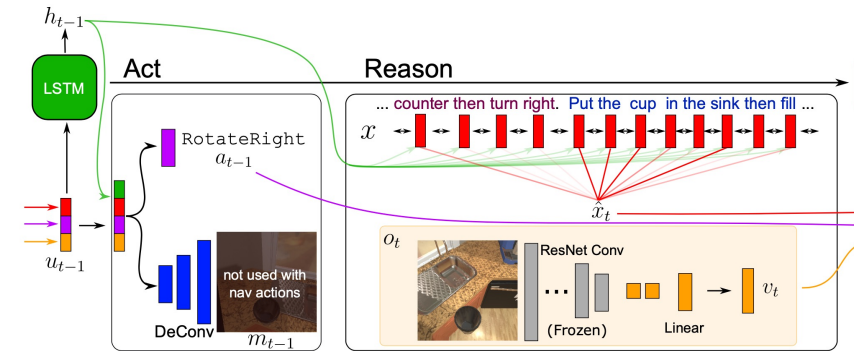 h_{t-1}
LSTM
Act
Reason
... counter then turn right. Put the cup in the sink then fill ...
x
RotateRight
a_{t-1}
x̂_t
u_{t-1}
not used with
nav actions
DeConv
m_{t-1}
o_t
ResNet Conv
...
(Frozen)
Linear
v_t